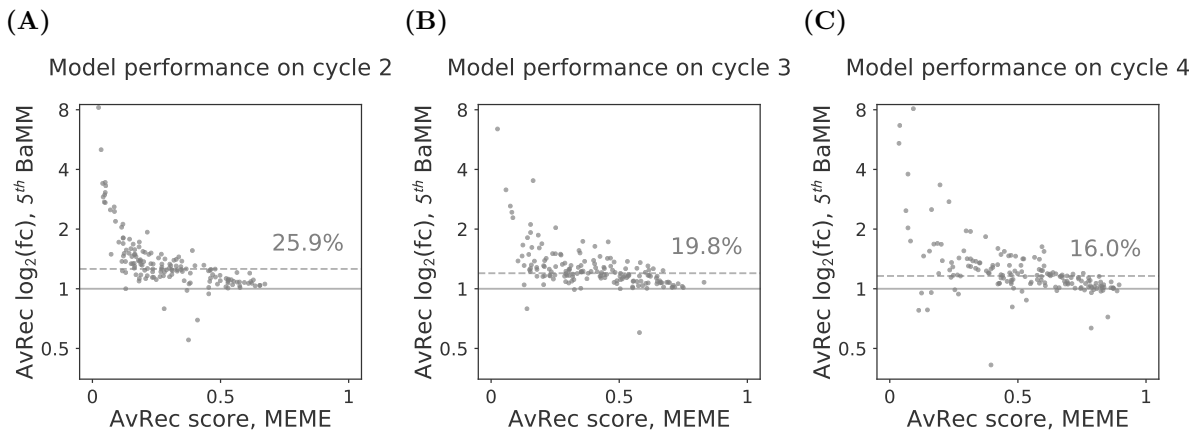 (A)
Model performance on cycle 2
AvRec log₂(fc), 5ᵗʰ BaMM
8
4
2
1
0.5
25.9%
0
0.5
1
AvRec score, MEME
(B)
Model performance on cycle 3
AvRec log₂(fc), 5ᵗʰ BaMM
8
4
2
1
0.5
19.8%
0
0.5
1
AvRec score, MEME
(C)
Model performance on cycle 4
AvRec log₂(fc), 5ᵗʰ BaMM
8
4
2
1
0.5
16.0%
0
0.5
1
AvRec score, MEME